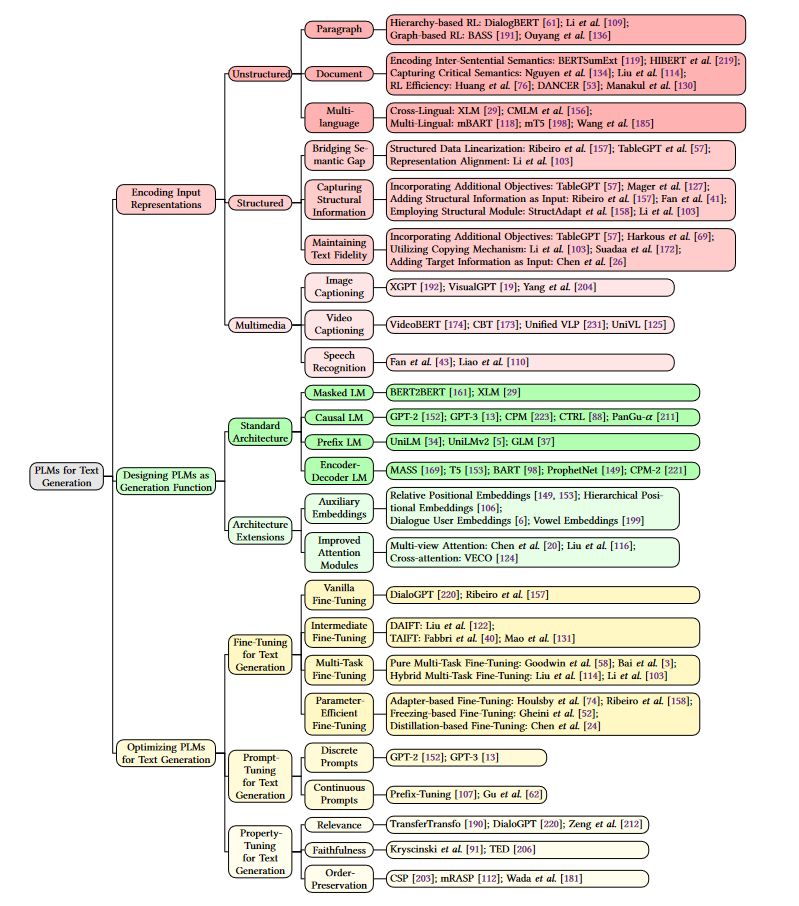 PLMs for Text
Generation
Encoding Input
Representations
Unstructured
Paragraph
Hierarchy-based RL: DialogBERT [61]; Li et al. [109];
Graph-based RL: BASS [191]; Ouyang et al. [136]
Document
Encoding Inter-Sentential Semantics: BERTSumExt [119]; HIBERT et al. [219];
Capturing Critical Semantics: Nguyen et al. [134]; Liu et al. [114];
RL Efficiency: Huang et al. [76]; DANCER [53]; Manakul et al. [130]
Multi-
language
Cross-Lingual: XLM [29]; CMLM et al. [156];
Multi-Lingual: mBART [118]; mT5 [198]; Wang et al. [185]
Structured
Bridging Se-
mantic Gap
Structured Data Linearization: Ribeiro et al. [157]; TableGPT et al. [57];
Representation Alignment: Li et al. [103]
Capturing
Structural
Information
Incorporating Additional Objectives: TableGPT [57]; Mager et al. [127];
Adding Structural Information as Input: Ribeiro et al. [157]; Fan et al. [41];
Employing Structural Module: StructAdapt et al. [158]; Li et al. [103]
Maintaining
Text Fidelity
Incorporating Additional Objectives: TableGPT [57]; Harkous et al. [69];
Utilizing Copying Mechanism: Li et al. [103]; Suadaa et al. [172];
Adding Target Information as Input: Chen et al. [26]
Multimedia
Image
Captioning
XGPT [192]; VisualGPT [19]; Yang et al. [204]
Video
Captioning
VideoBERT [174]; CBT [173]; Unified VLP [231]; UniVL [125]
Speech
Recognition
Fan et al. [43]; Liao et al. [110]
Designing PLMs as
Generation Function
Standard
Architecture
Masked LM
BERT2BERT [161]; XLM [29]
Causal LM
GPT-2 [152]; GPT-3 [13]; CPM [223]; CTRL [88]; PanGu-α [211]
Prefix LM
UniLM [34]; UniLMv2 [5]; GLM [37]
Encoder-
Decoder LM
MASS [169]; T5 [153]; BART [98]; ProphetNet [149]; CPM-2 [221]
Architecture
Extensions
Auxiliary
Embeddings
Relative Positional Embeddings [149, 153]; Hierarchical Posi-
tional Embeddings [106];
Dialogue User Embeddings [6]; Vowel Embeddings [199]
Improved
Attention
Modules
Multi-view Attention: Chen et al. [20]; Liu et al. [116];
Cross-attention: VECO [124]
Optimizing PLMs
for Text Generation
Fine-Tuning
for Text
Generation
Vanilla
Fine-Tuning
DialoGPT [220]; Ribeiro et al. [157]
Intermediate
Fine-Tuning
DAIFT: Liu et al. [122];
TAIFT: Fabbri et al. [40]; Mao et al. [131]
Multi-Task
Fine-Tuning
Pure Multi-Task Fine-Tuning: Goodwin et al. [58]; Bai et al. [3];
Hybrid Multi-Task Fine-Tuning: Liu et al. [114]; Li et al. [103]
Parameter-
Efficient
Fine-Tuning
Adapter-based Fine-Tuning: Houlsby et al. [74]; Ribeiro et al. [158];
Freezing-based Fine-Tuning: Gheini et al. [52];
Distillation-based Fine-Tuning: Chen et al. [24]
Prompt-
Tuning
for Text
Generation
Discrete
Prompts
GPT-2 [152]; GPT-3 [13]
Continuous
Prompts
Prefix-Tuning [107]; Gu et al. [62]
Property-
Tuning
for Text
Generation
Relevance
TransferTransfo [190]; DialoGPT [220]; Zeng et al. [212]
Faithfulness
Kryscinski et al. [91]; TED [206]
Order-
Preservation
CSP [203]; mRASP [112]; Wada et al. [181]